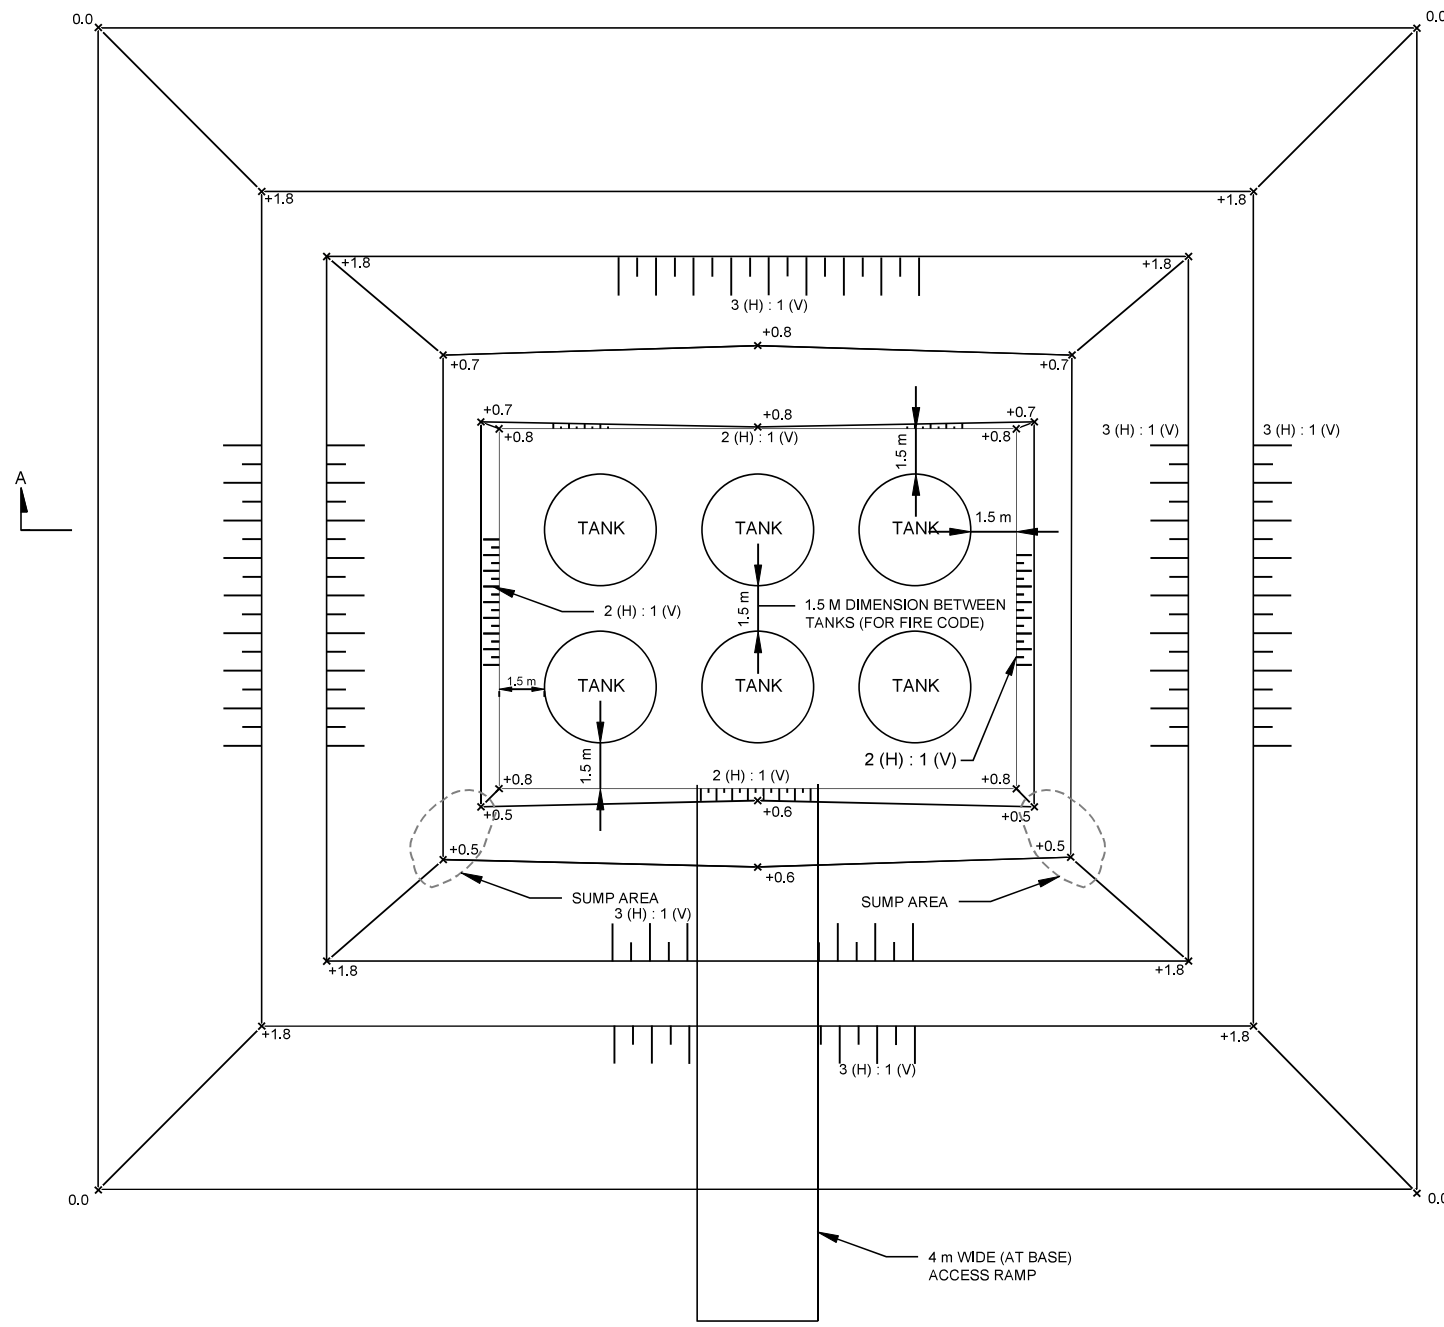 0.0
0.0
+1.8
+1.8
+1.8
+1.8
3 (H) : 1 (V)
+0.8
+0.7
+0.7
+0.7
+0.8
+0.7
+0.8
2 (H) : 1 (V)
+0.8
3 (H) : 1 (V)
3 (H) : 1 (V)
1.5 m
A
TANK
TANK
TANK
1.5 m
2 (H) : 1 (V)
1.5 m
1.5 M DIMENSION BETWEEN
TANKS (FOR FIRE CODE)
1.5 m
TANK
TANK
TANK
1.5 m
2 (H) : 1 (V)
+0.8
2 (H) : 1 (V)
+0.8
+0.5
+0.6
+0.5
+0.5
+0.6
+0.5
SUMP AREA
SUMP AREA
3 (H) : 1 (V)
+1.8
+1.8
+1.8
+1.8
3 (H) : 1 (V)
0.0
0.0
4 m WIDE (AT BASE)
ACCESS RAMP